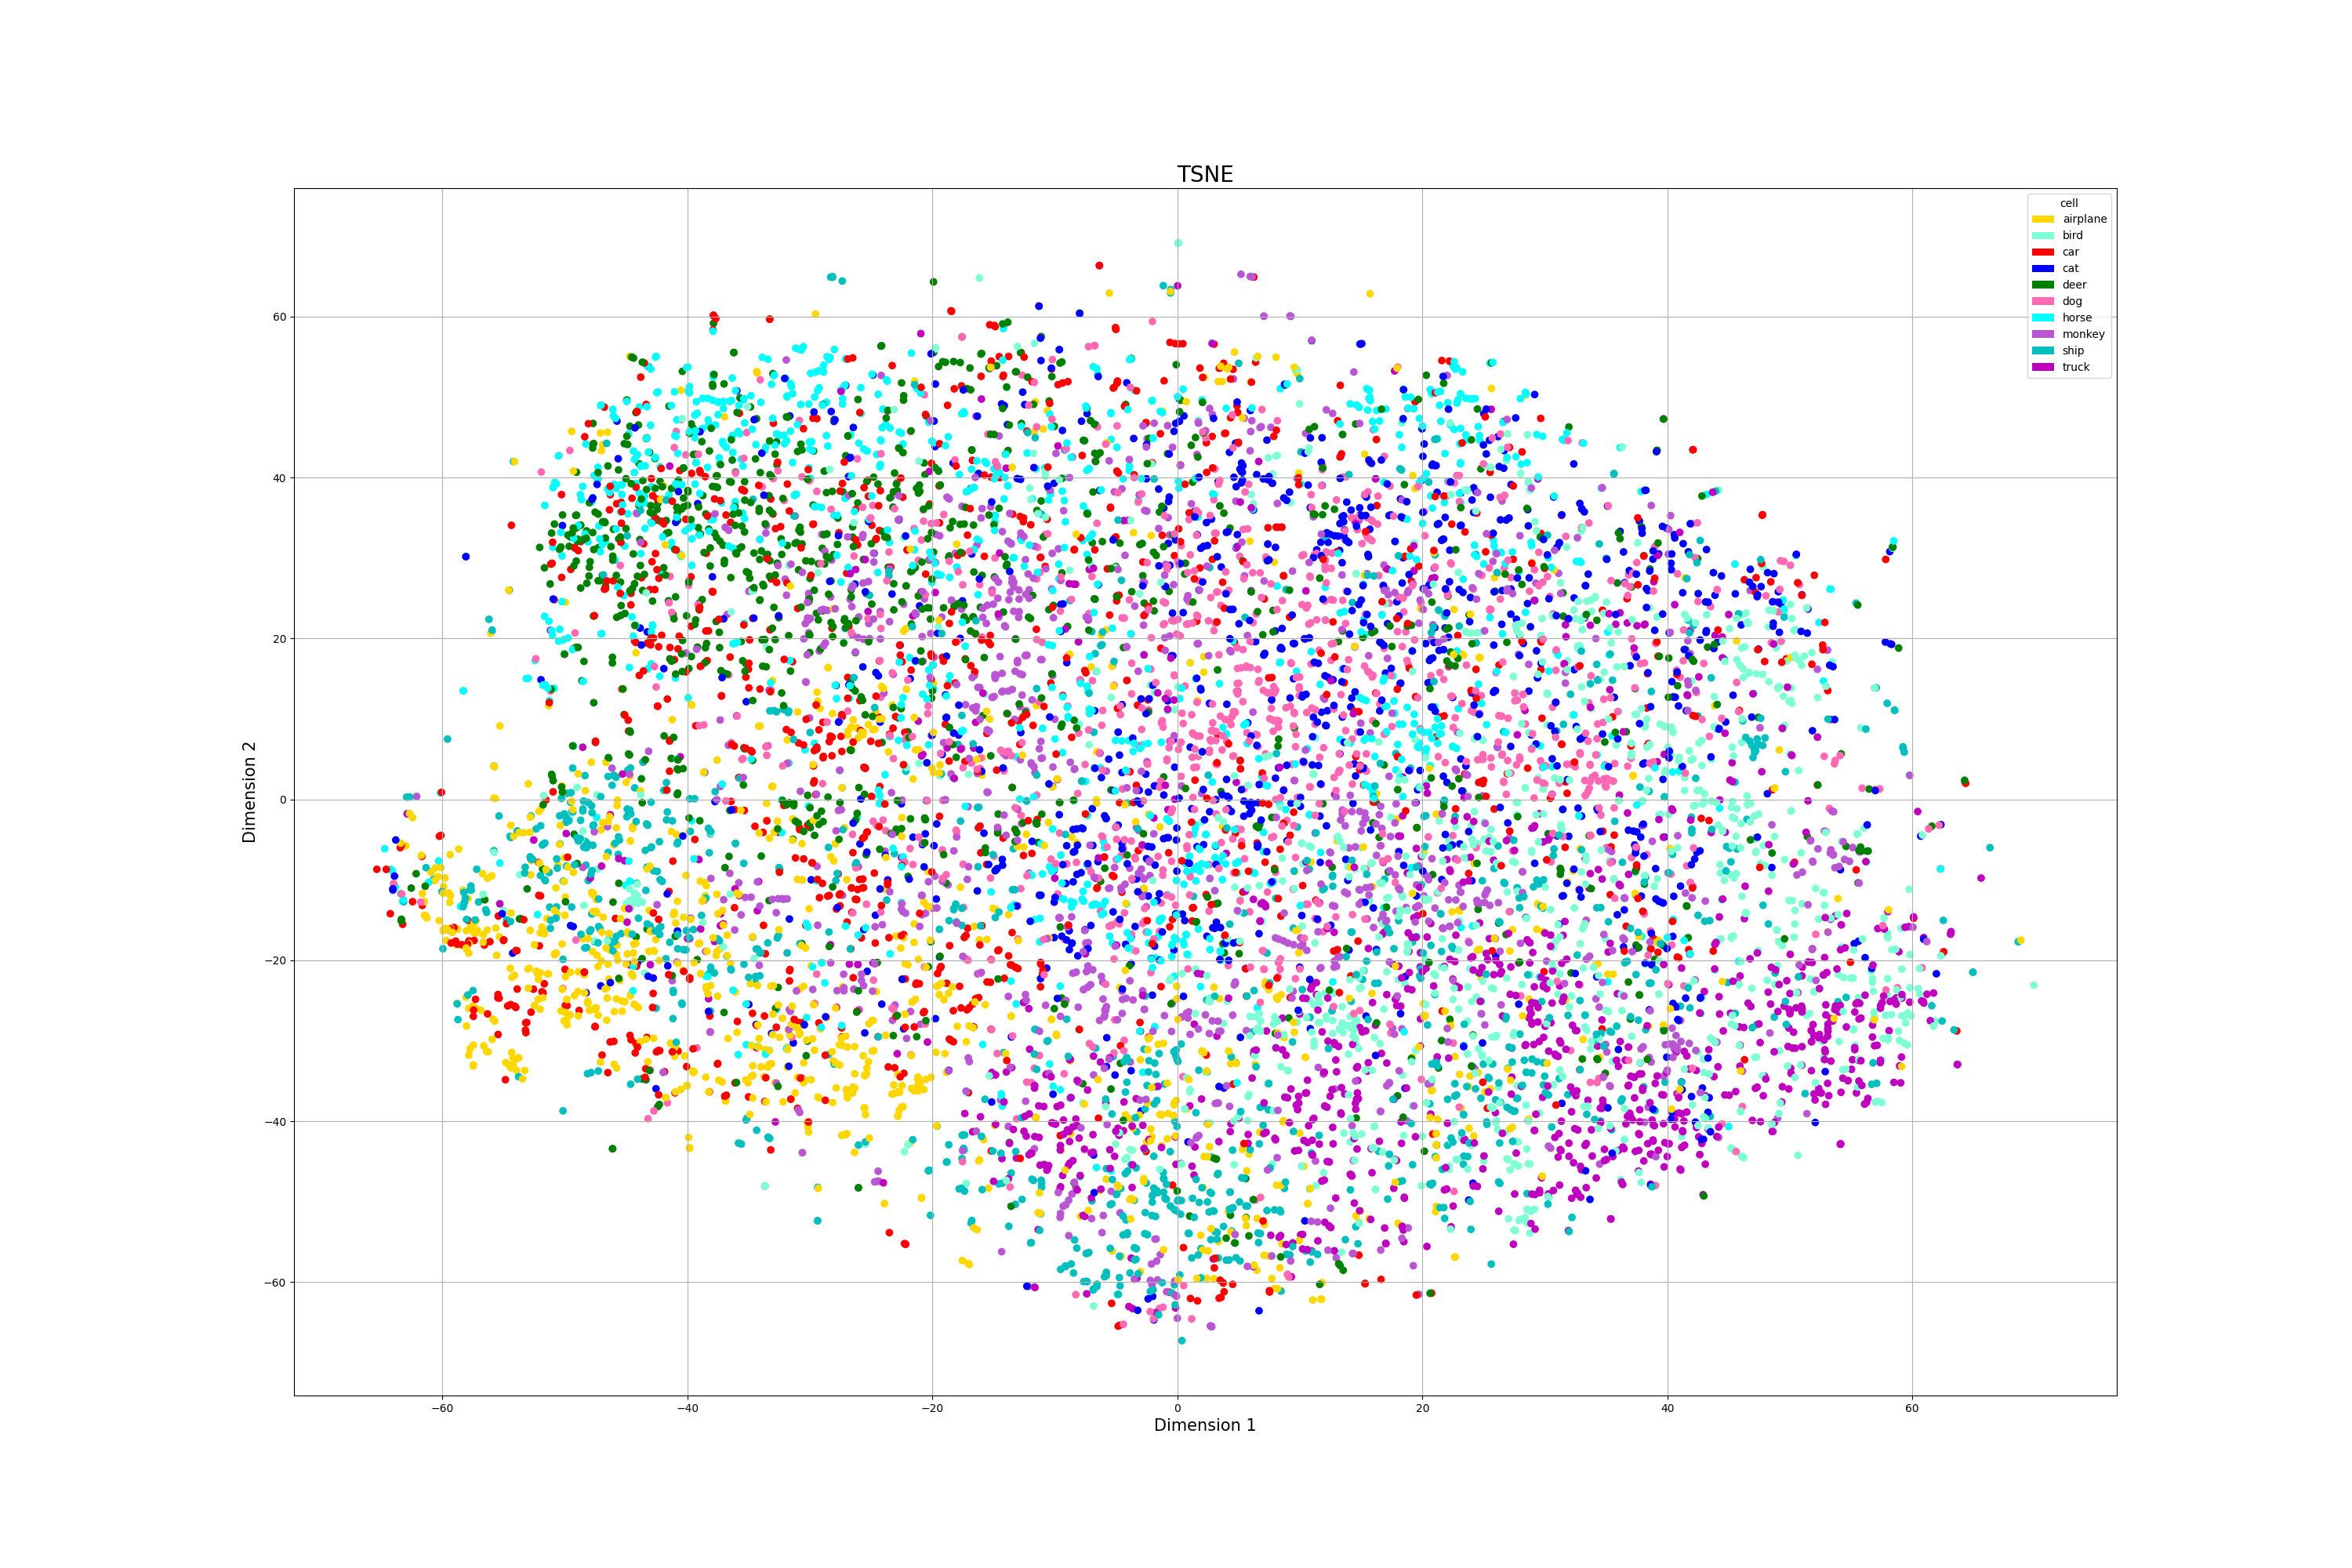 TSNE
cell
airplane
bird
car
cat
deer
dog
horse
monkey
ship
truck
60
40
20
0
−20
−40
−60
Dimension 2
−60
−40
−20
0
20
40
60
Dimension 1